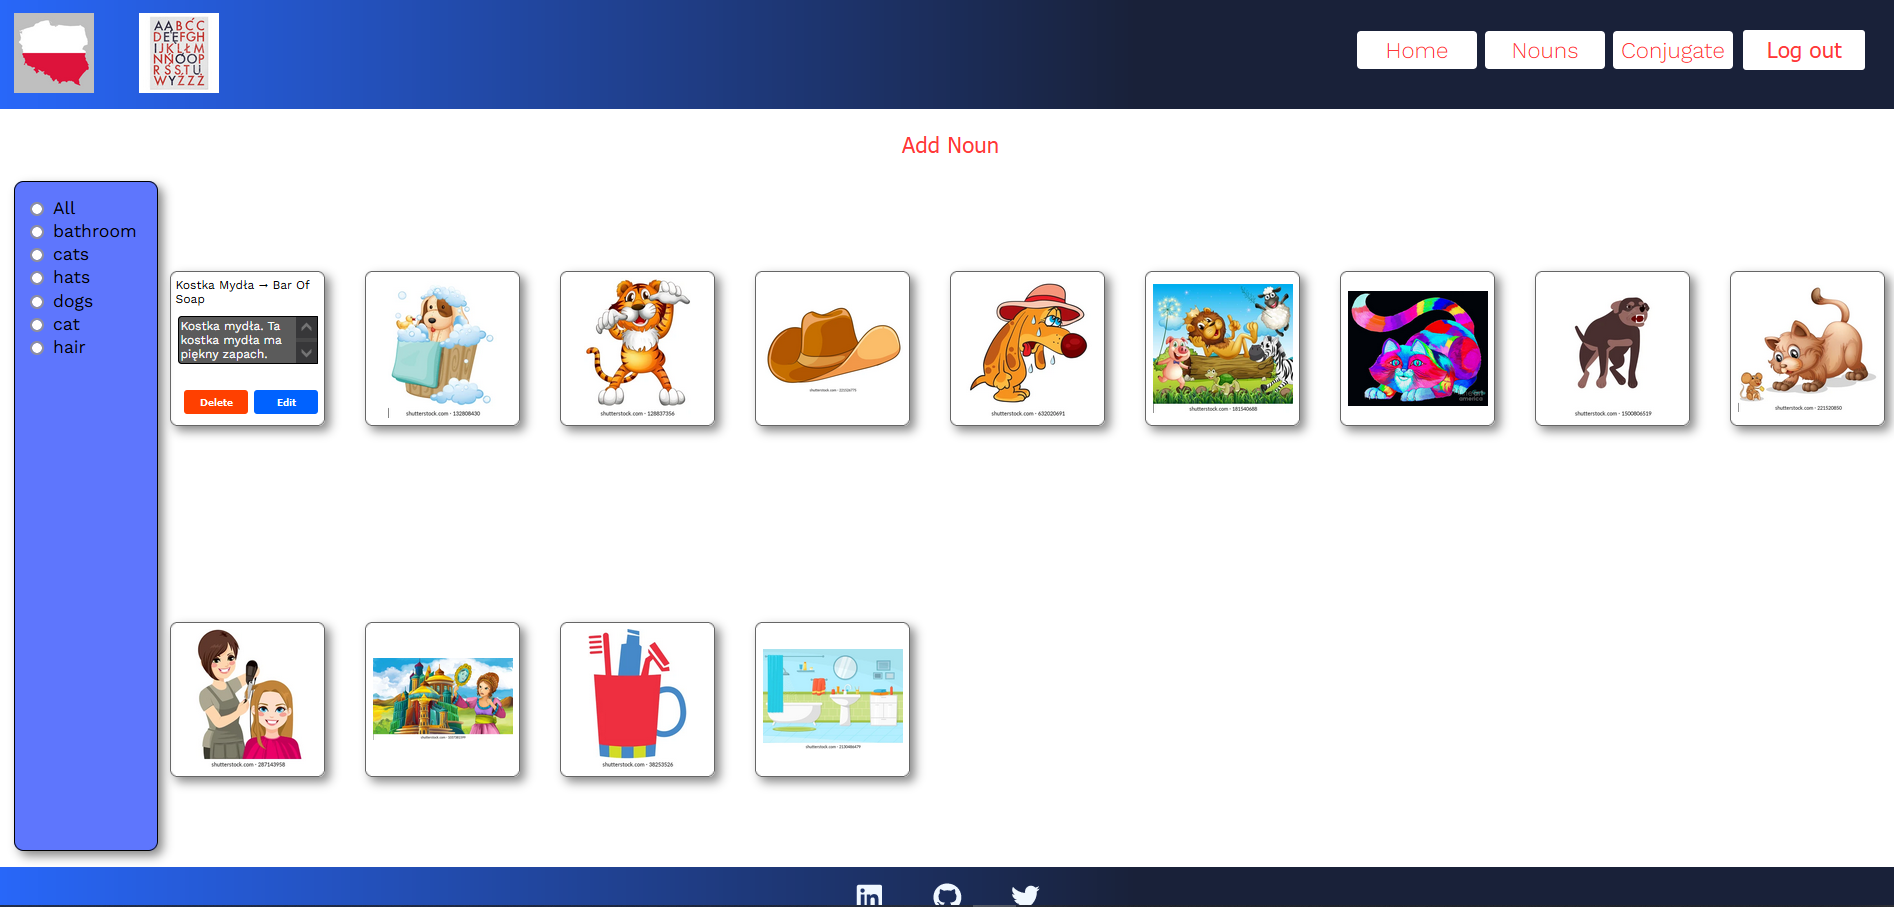 AĄBCĆ
DEĘFGH
IJKLŁM
NŃOÓP
RSŚTU
WYZŹŻ
Home
Nouns
Conjugate
Log out
Add Noun
All
bathroom
cats
hats
dogs
cat
hair
Kostka Mydła → Bar Of
Soap
Kostka mydła. Ta
kostka mydła ma
piękny zapach.
Delete
Edit
shutterstock.com · 132808430
shutterstock.com · 128837356
shutterstock.com · 632020691
shutterstock.com · 181540688
shutterstock.com · 1500806519
shutterstock.com · 221520850
shutterstock.com · 287143958
shutterstock.com · 38253526
shutterstock.com · 2130486479
in